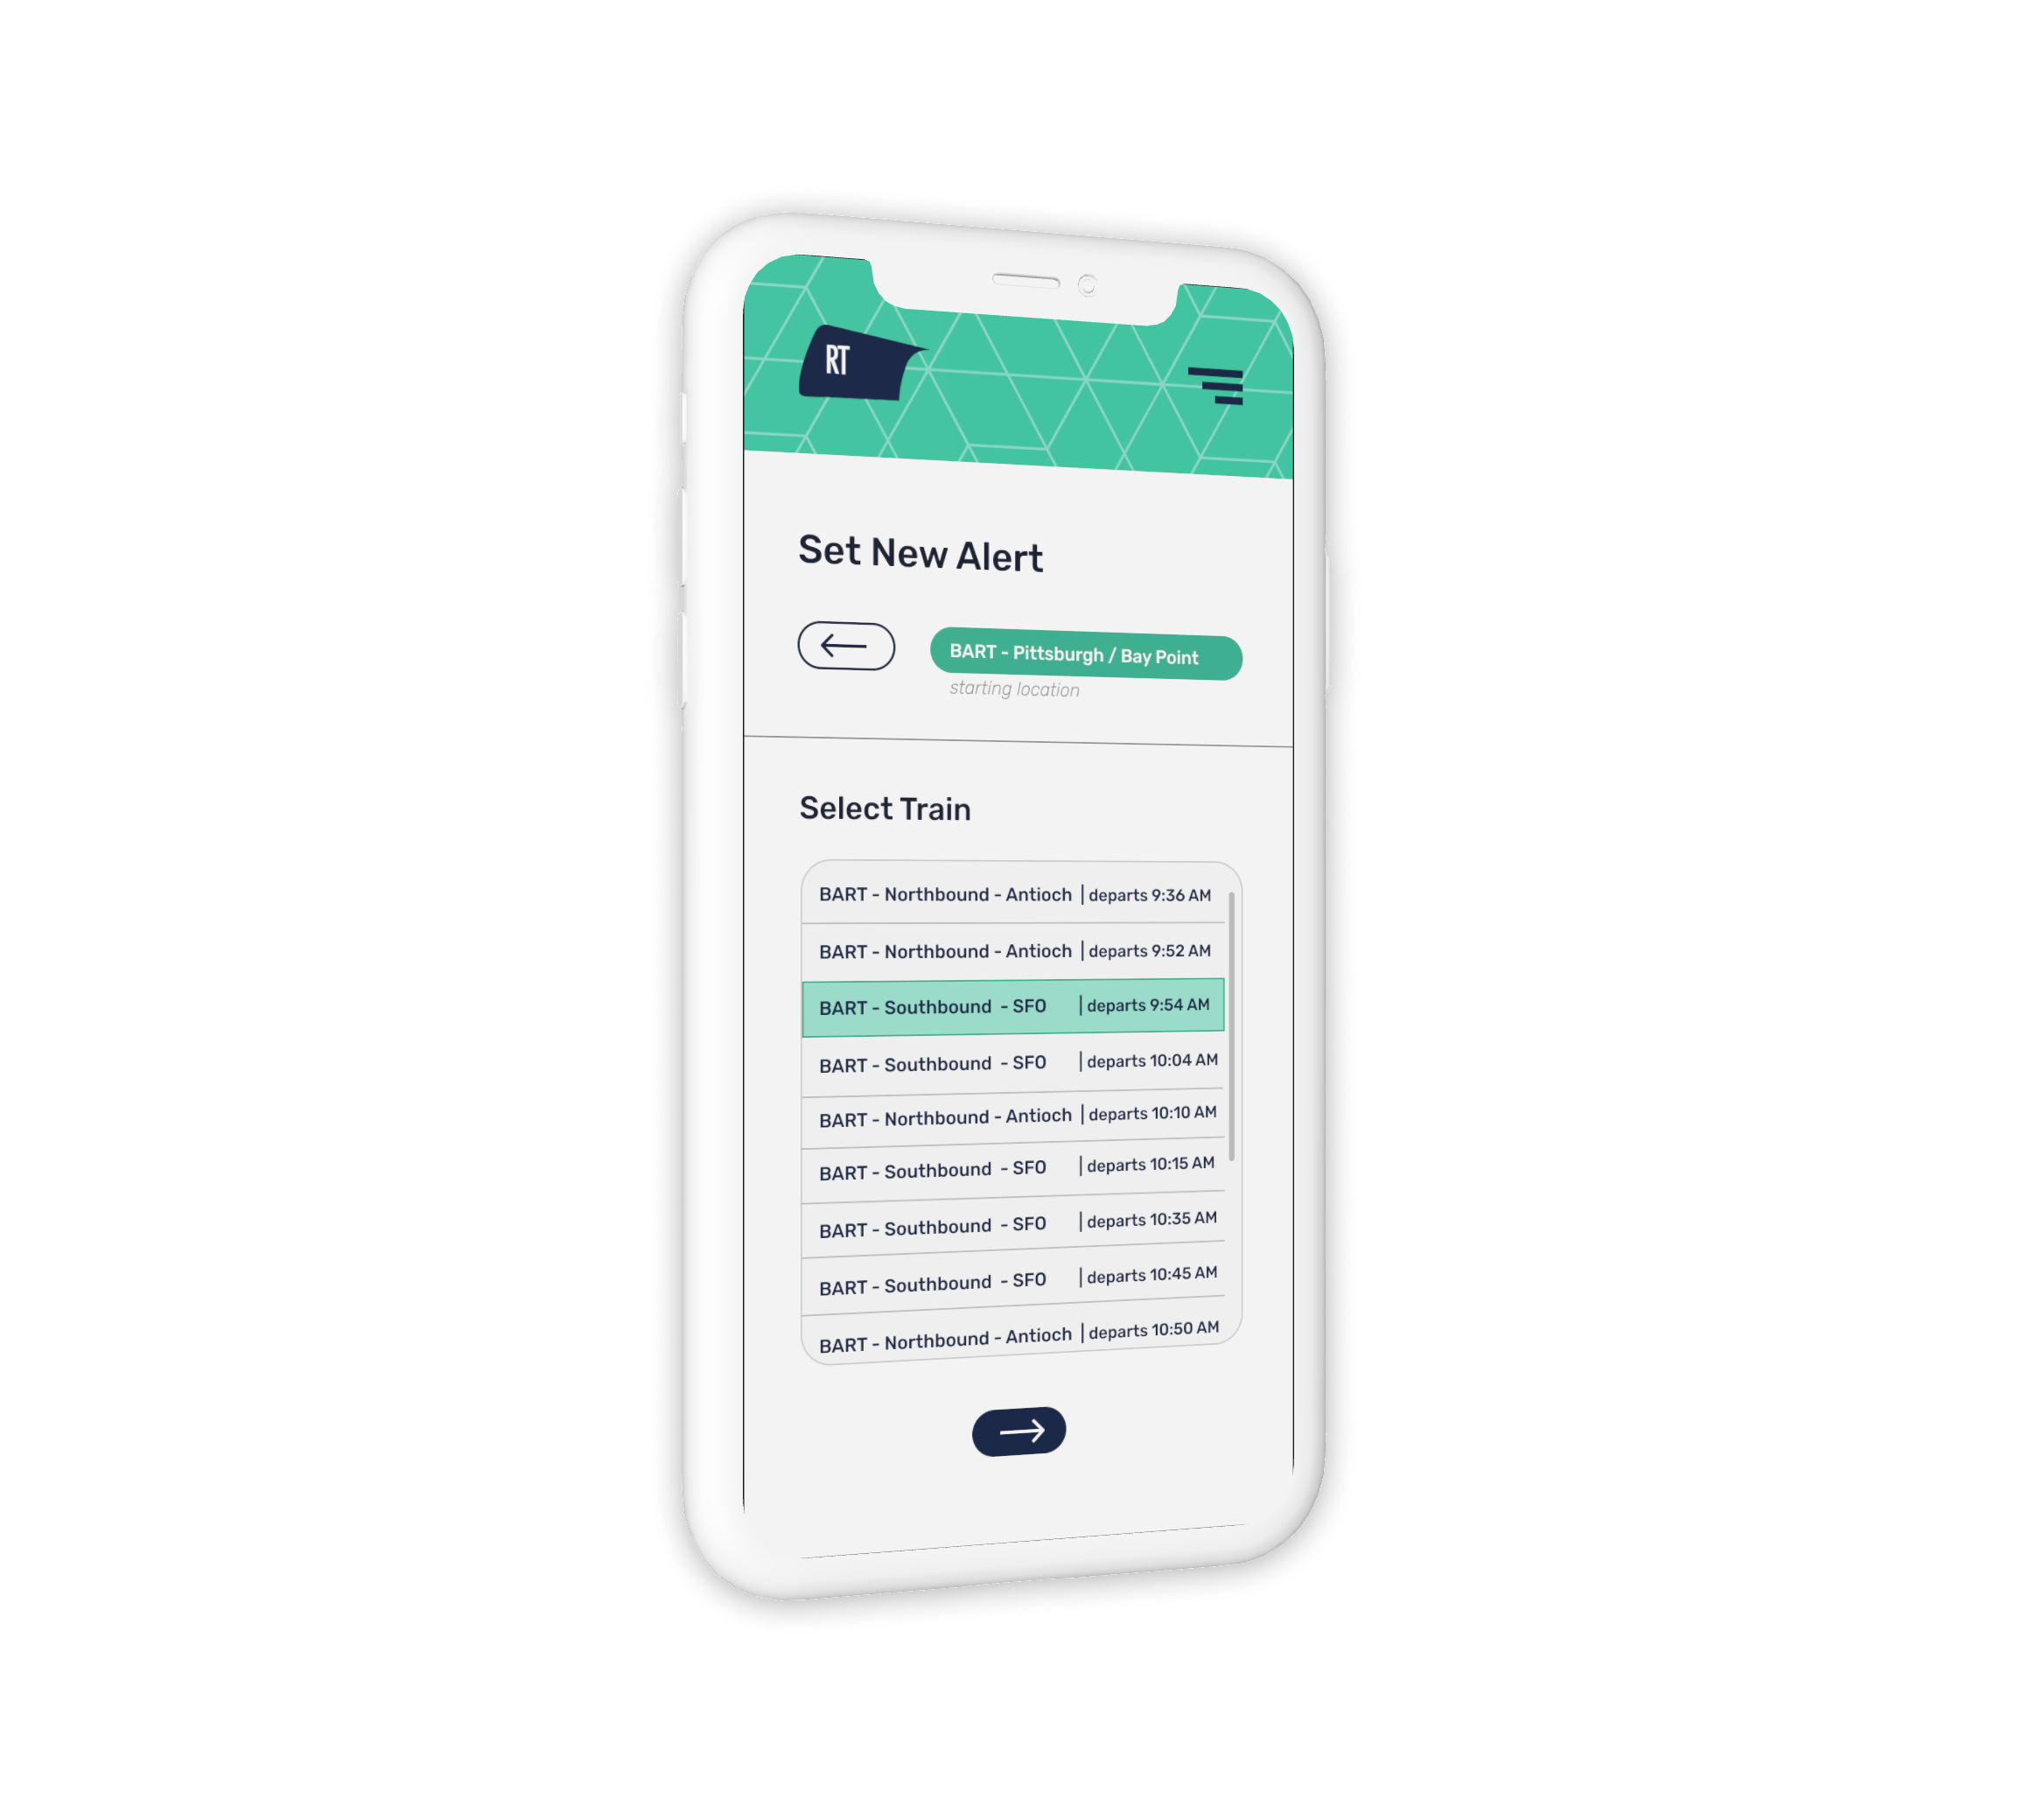 RT
Set New Alert
BART - Pittsburgh / Bay Point
starting location
Select Train
BART - Northbound - Antioch | departs 9:36 AM
BART - Northbound - Antioch | departs 9:52 AM
BART - Southbound - SFO | departs 9:54 AM
BART - Southbound - SFO | departs 10:04 AM
BART - Northbound - Antioch | departs 10:10 AM
BART - Southbound - SFO | departs 10:15 AM
BART - Southbound - SFO | departs 10:35 AM
BART - Southbound - SFO | departs 10:45 AM
BART - Northbound - Antioch | departs 10:50 AM